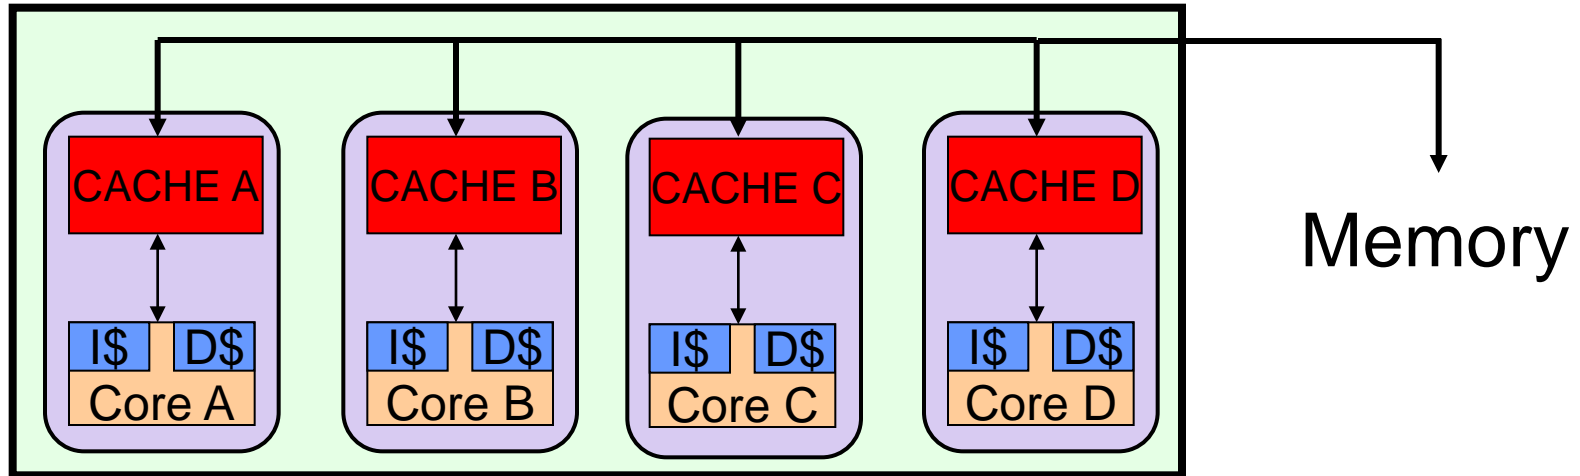 CACHE A
CACHE B
CACHE C
CACHE D
Memory
I$ D$
I$ D$
I$ D$
I$ D$
Core A
Core B
Core C
Core D